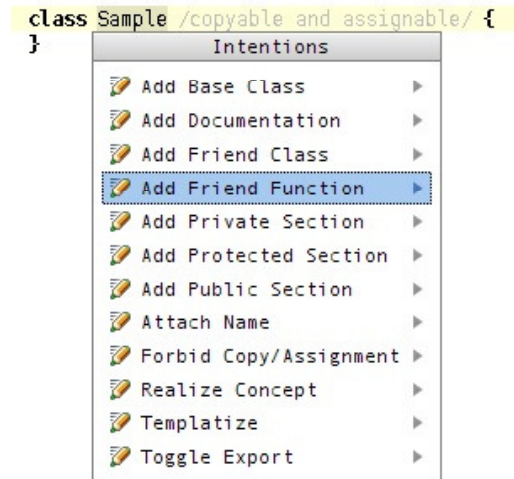 class Sample /copyable and assignable/ {
}
Intentions
Add Base Class
Add Documentation
Add Friend Class
Add Friend Function
Add Private Section
Add Protected Section
Add Public Section
Attach Name
Forbid Copy/Assignment
Realize Concept
Templatize
Toggle Export